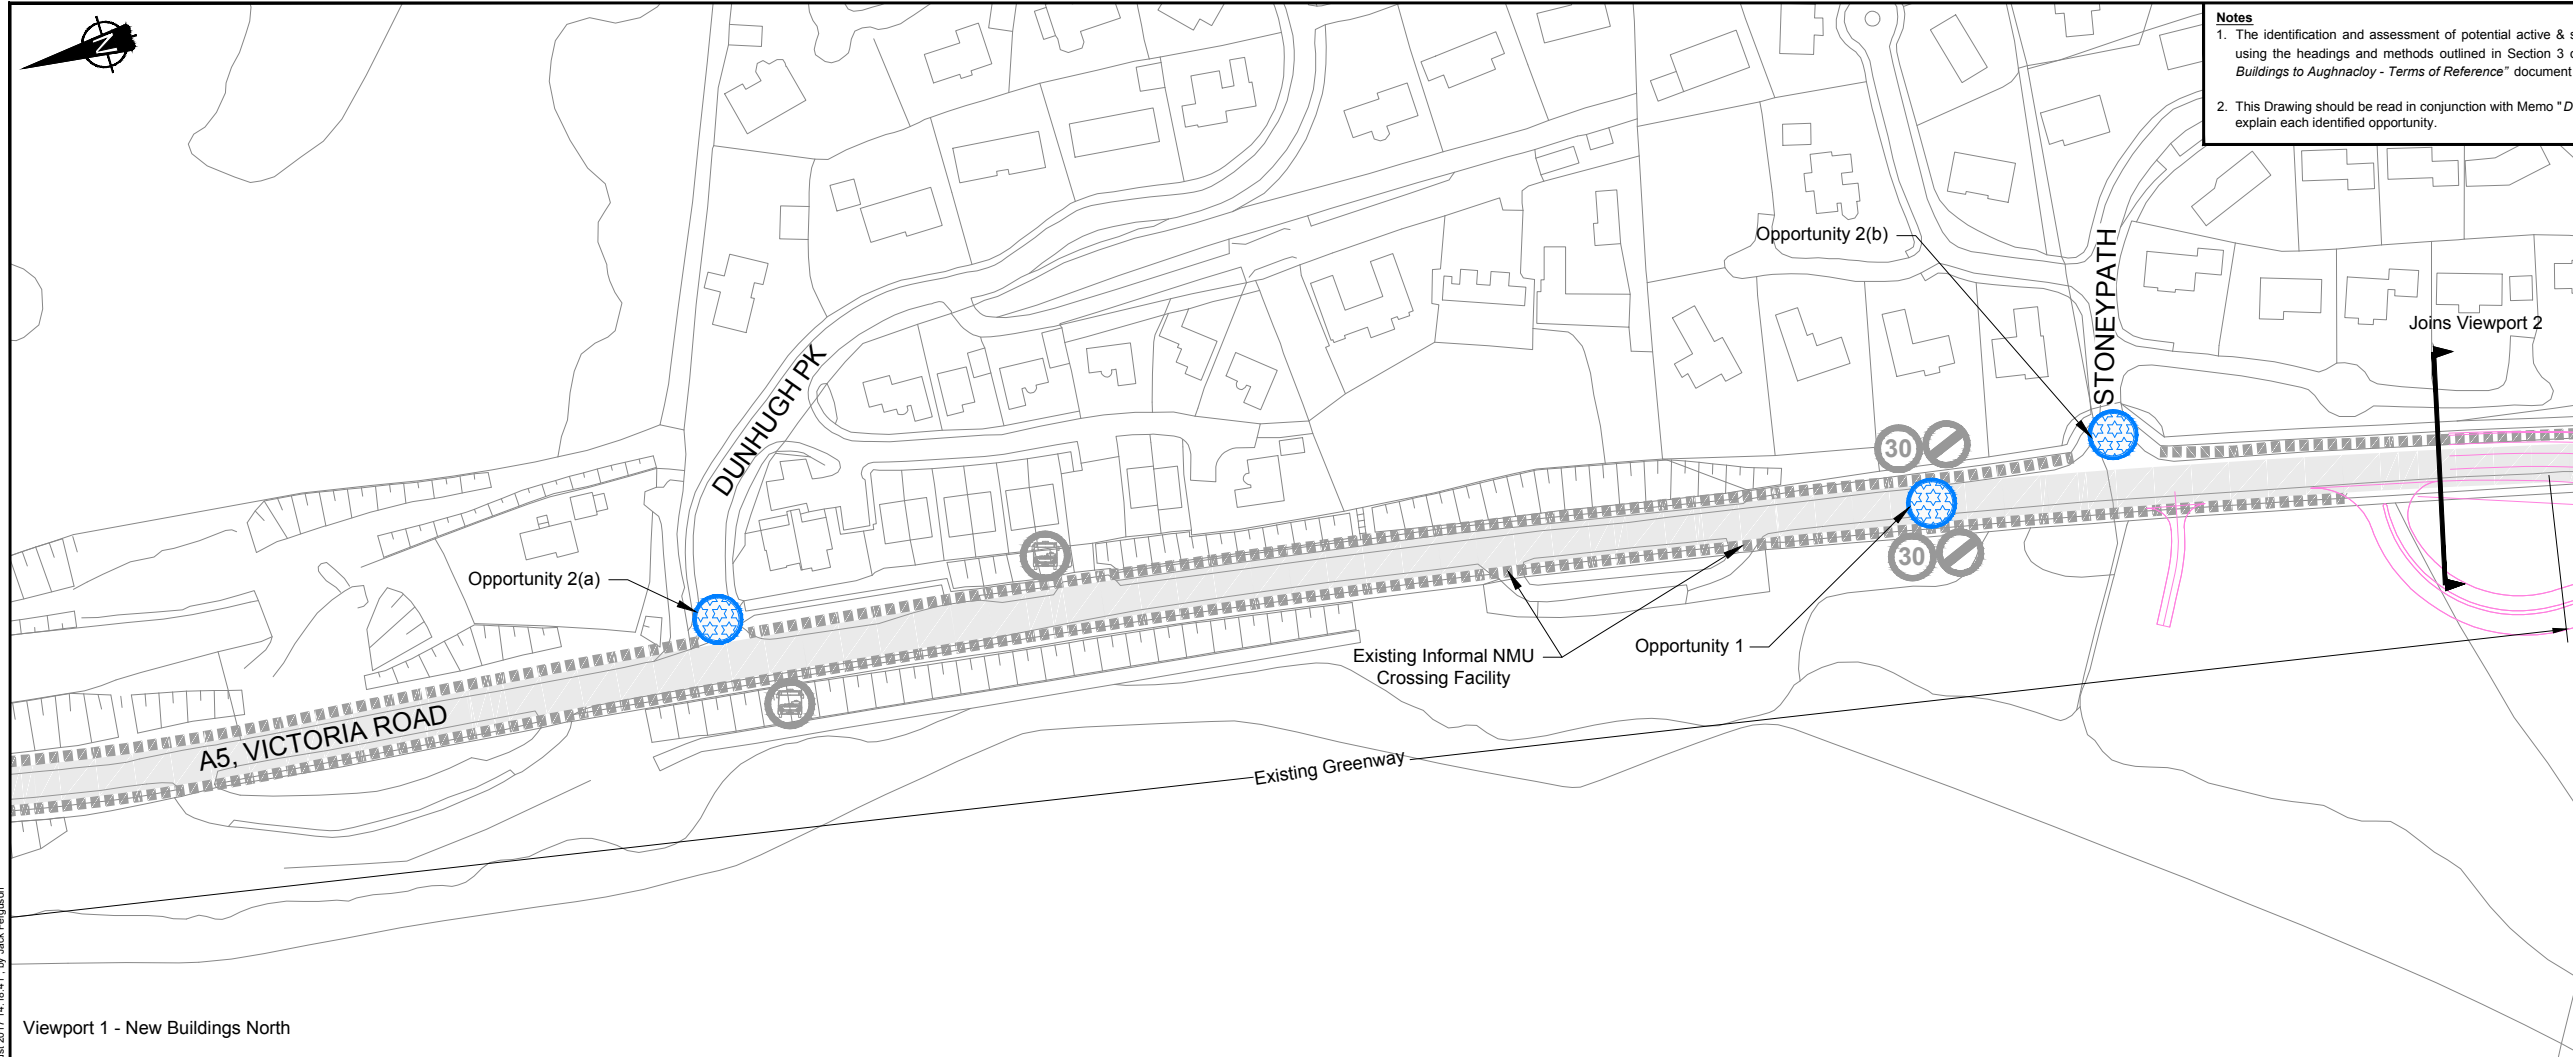 N
Notes
1. The identification and assessment of potential active &
using the headings and methods outlined in Section 3
Buildings to Aughnacloy - Terms of Reference" document
2. This Drawing should be read in conjunction with Memo "D
explain each identified opportunity.
Opportunity 2(b)
STONEYPATH
Joins Viewport 2
DUNHUGH PK
30
Opportunity 2(a)
30
Opportunity 1
Existing Informal NMU
Crossing Facility
A5, VICTORIA ROAD
Existing Greenway
Viewport 1 - New Buildings North